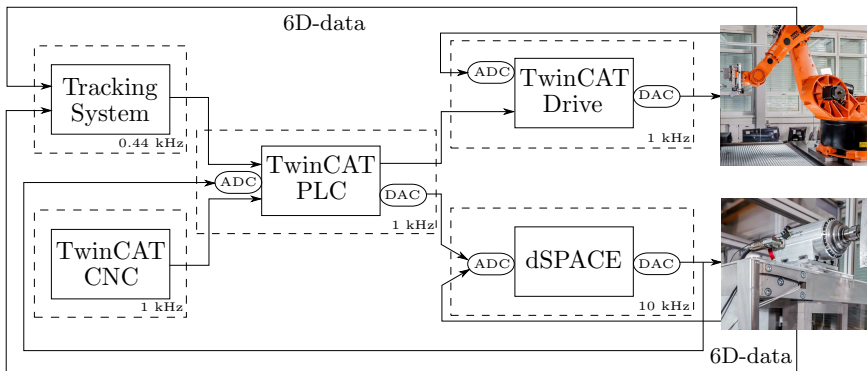 6D-data
Tracking
System
0.44 kHz
ADC
TwinCAT
Drive
DAC
1 kHz
TwinCAT
PLC
ADC
DAC
1 kHz
TwinCAT
CNC
1 kHz
ADC
dSPACE
DAC
10 kHz
6D-data